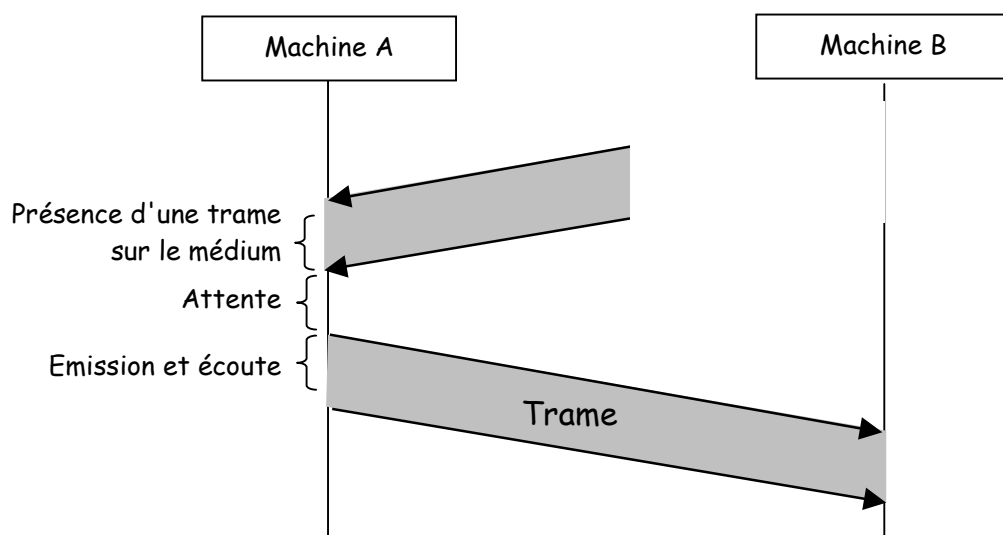 Machine A
Machine B
Présence d'une trame
sur le médium
Attente
Emission et écoute
Trame